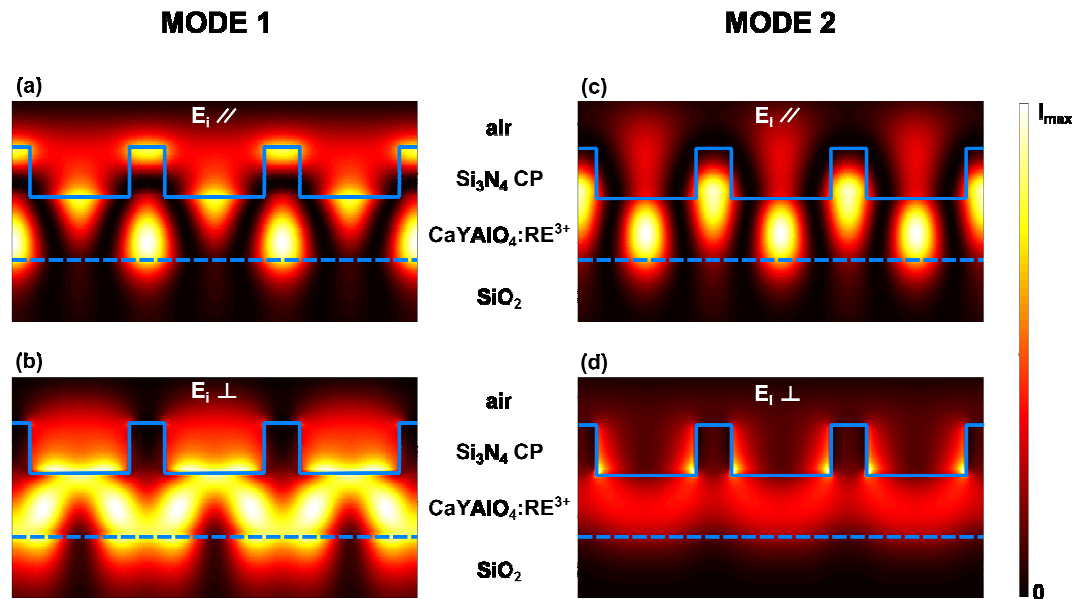 MODE 1
MODE 2
(a)
Ei //
air
Si3N4 CP
CaYAlO4:RE3+
SiO2
(c)
EI //
Imax
(b)
Ei ⊥
air
Si3N4 CP
CaYAlO4:RE3+
SiO2
(d)
EI ⊥
0